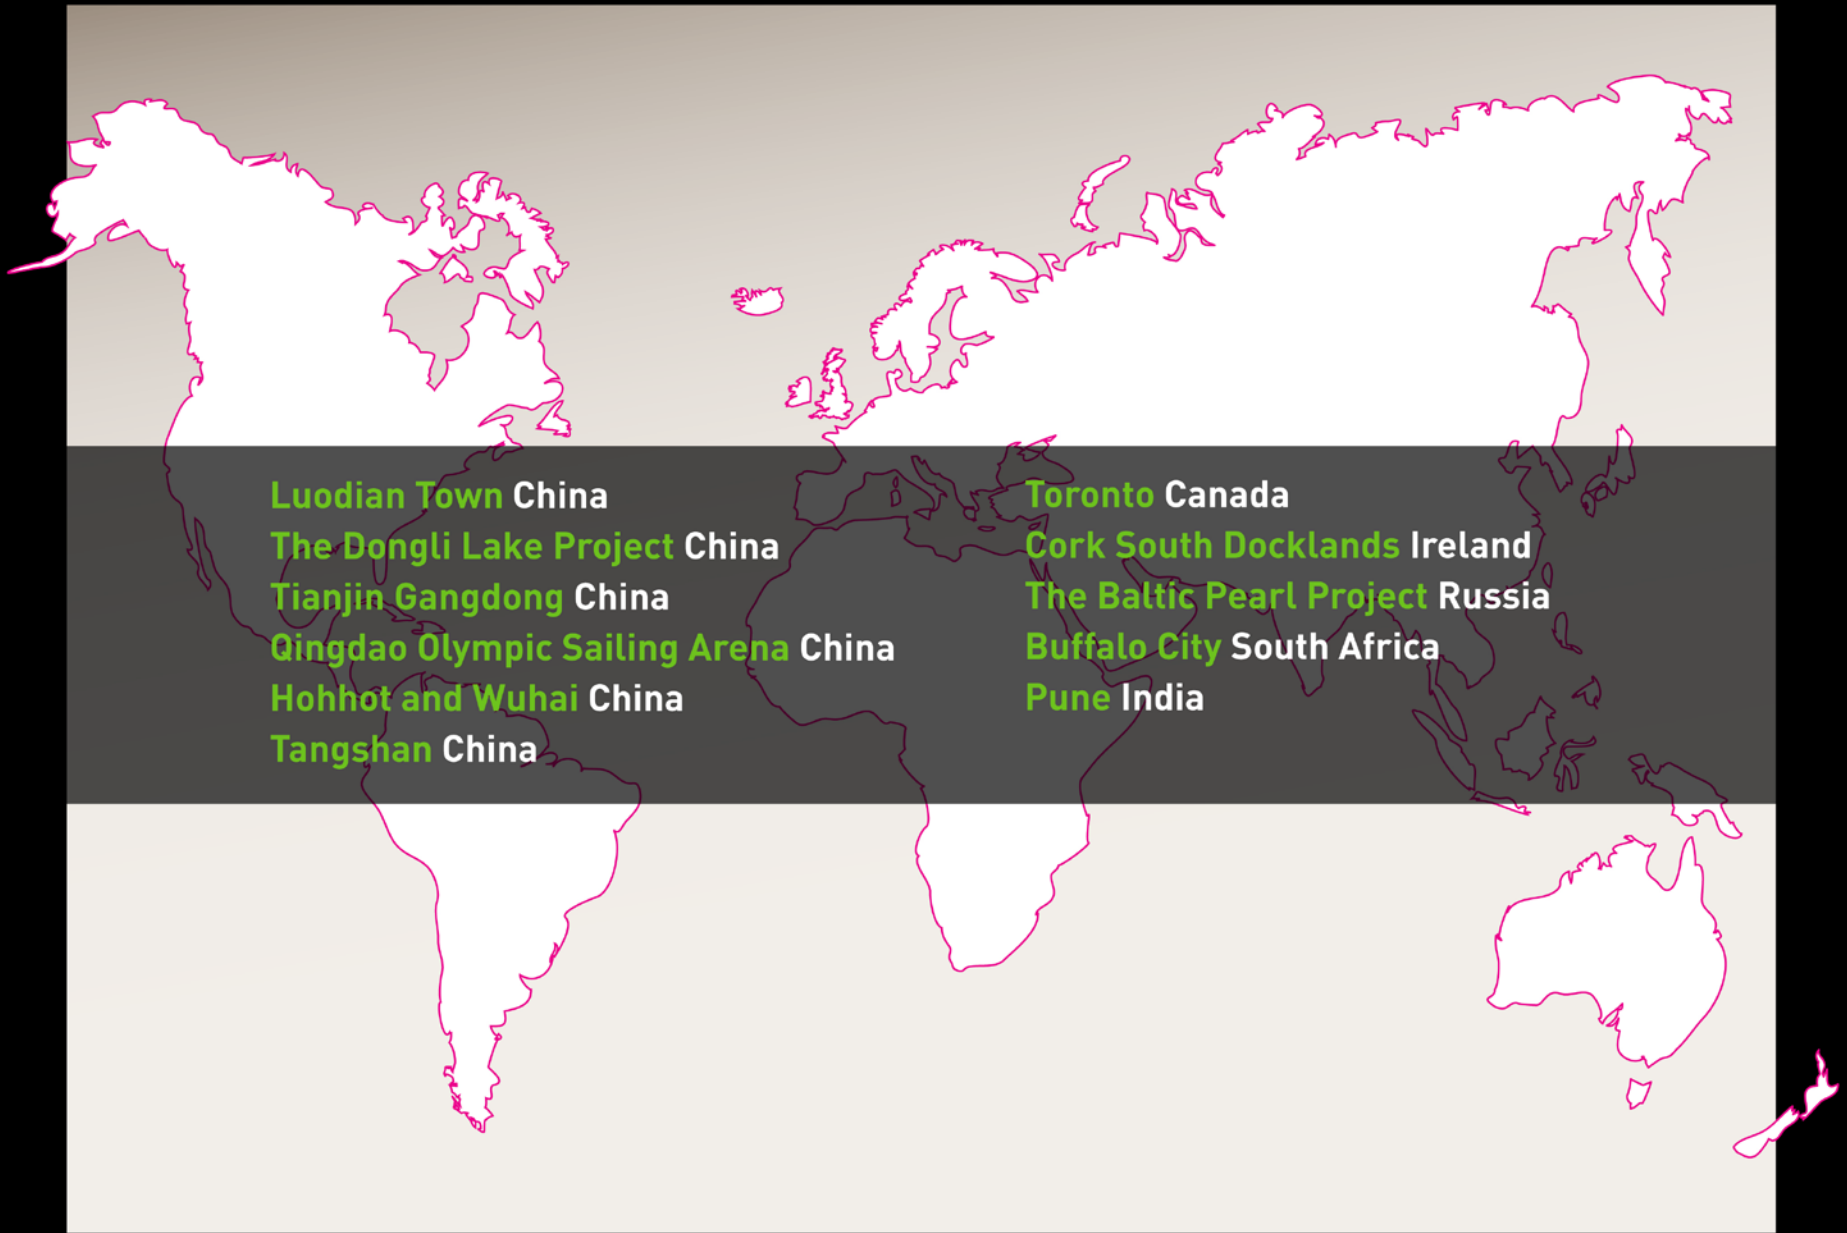 Luodian Town China
The Dongli Lake Project China
Tianjin Gangdong China
Qingdao Olympic Sailing Arena China
Hohhot and Wuhai China
Tangshan China
Toronto Canada
Cork South Docklands Ireland
The Baltic Pearl Project Russia
Buffalo City South Africa
Pune India